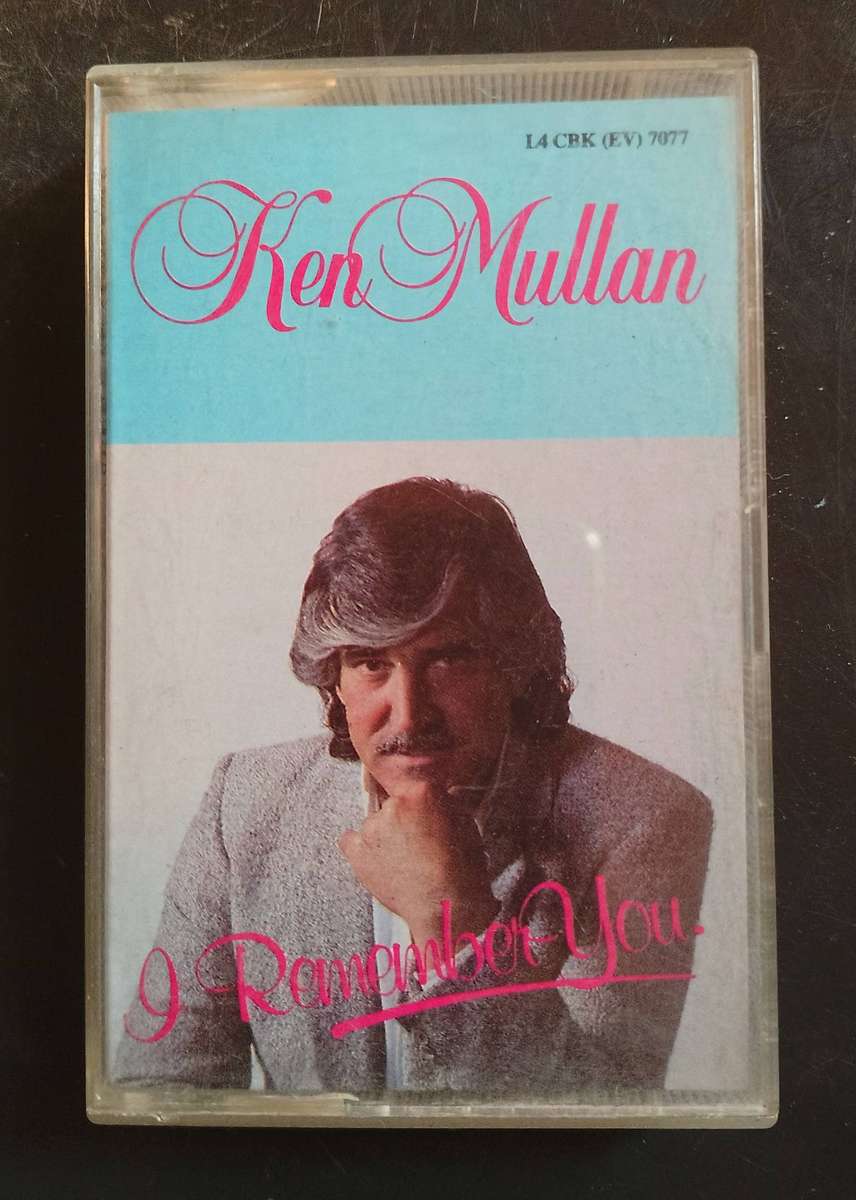 L4 CBK (EV) 7077
Ken Mullan
I Remember You.